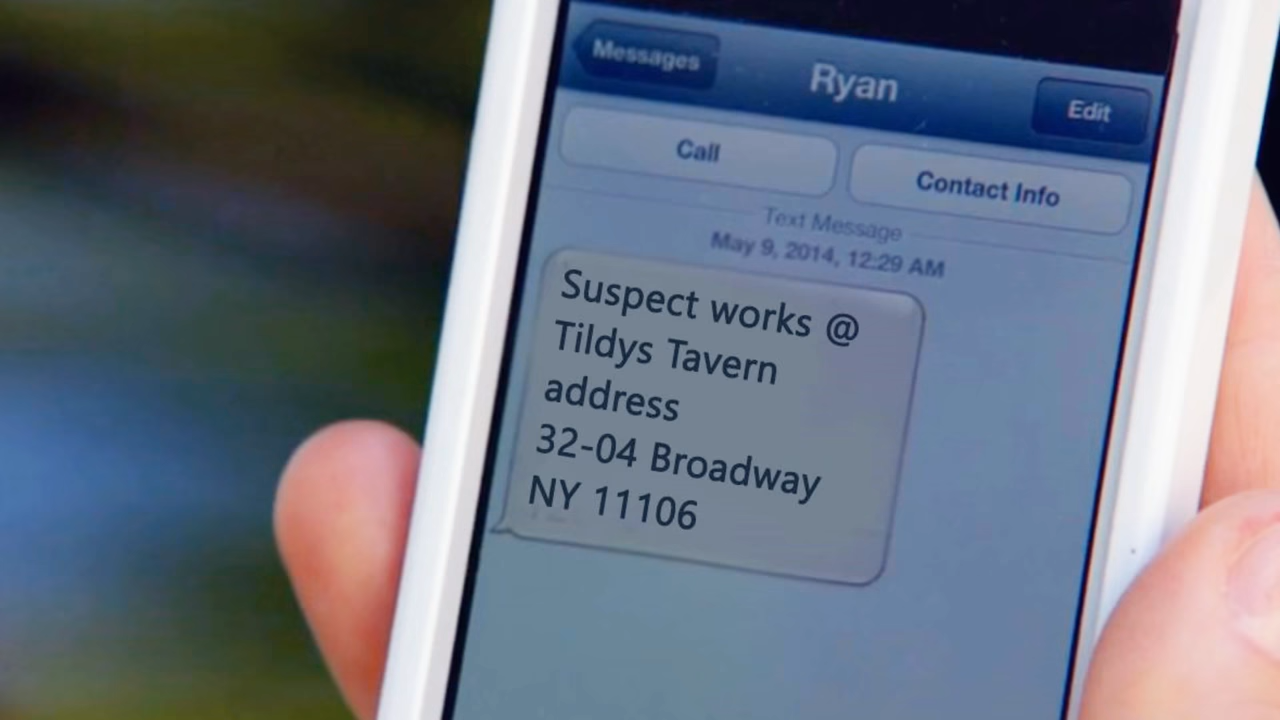 Messages
Ryan
Edit
Call
Contact Info
Text Message
May 9, 2014, 12:29 AM
Suspect works @
Tildys Tavern
address
32-04 Broadway
NY 11106